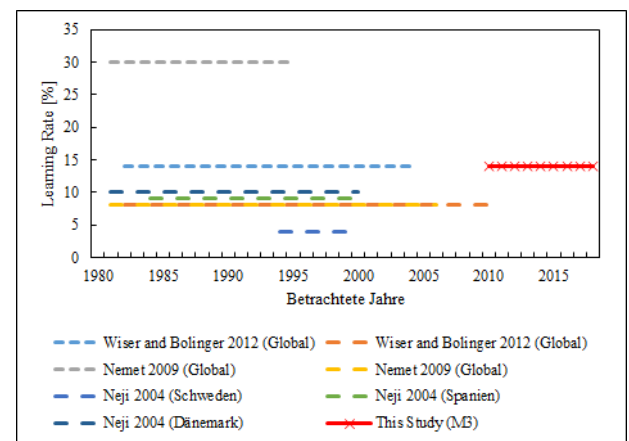 35
30
25
20
15
10
5
0
Learning Rate [%]
1980 1985 1990 1995 2000 2005 2010 2015
Betrachtete Jahre
Wiser and Bolinger 2012 (Global) Wiser and Bolinger 2012 (Global)
Nemet 2009 (Global) Nemet 2009 (Global)
Neji 2004 (Schweden) Neji 2004 (Spanien)
Neji 2004 (Dänemark) This Study (M3)